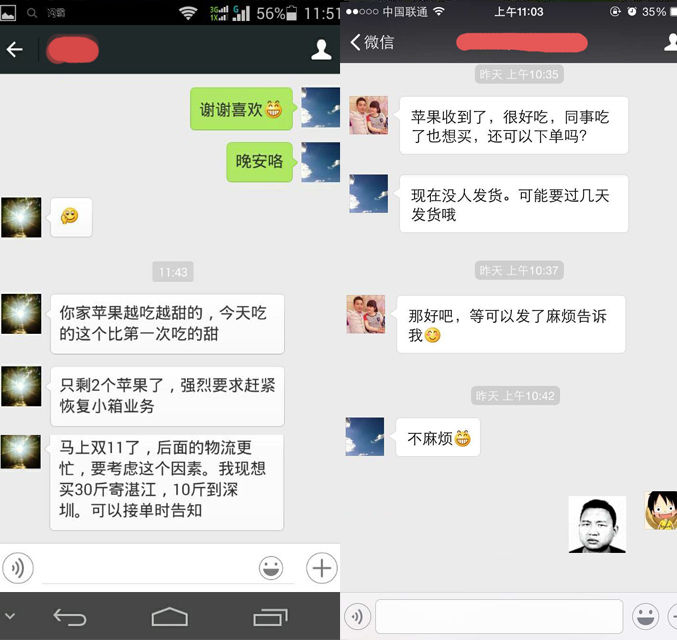 56% 11:51
谢谢喜欢
晚安咯
11:43
你家苹果越吃越甜的，今天吃
的这个比第一次吃的甜
只剩2个苹果了，强烈要求赶紧
恢复小箱业务
马上双11了，后面的物流更
忙，要考虑这个因素。我现想
买30斤寄湛江，10斤到深
圳。可以接单时告知
中国联通 上午11:03 35%
微信
昨天 上午10:35
苹果收到了，很好吃，同事吃
了也想买，还可以下单吗？
现在没人发货。可能要过几天
发货哦
昨天 上午10:37
那好吧，等可以发了麻烦告诉
我
昨天 上午10:42
不麻烦